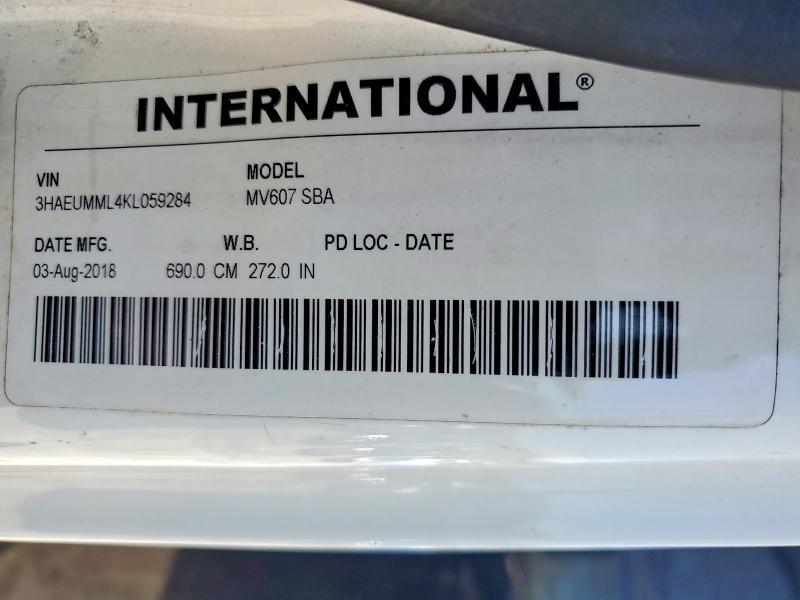 INTERNATIONAL®
VIN MODEL
3HAEUMML4KL059284 MV607 SBA
DATE MFG. W.B. PD LOC - DATE
03-Aug-2018 690.0 CM 272.0 IN